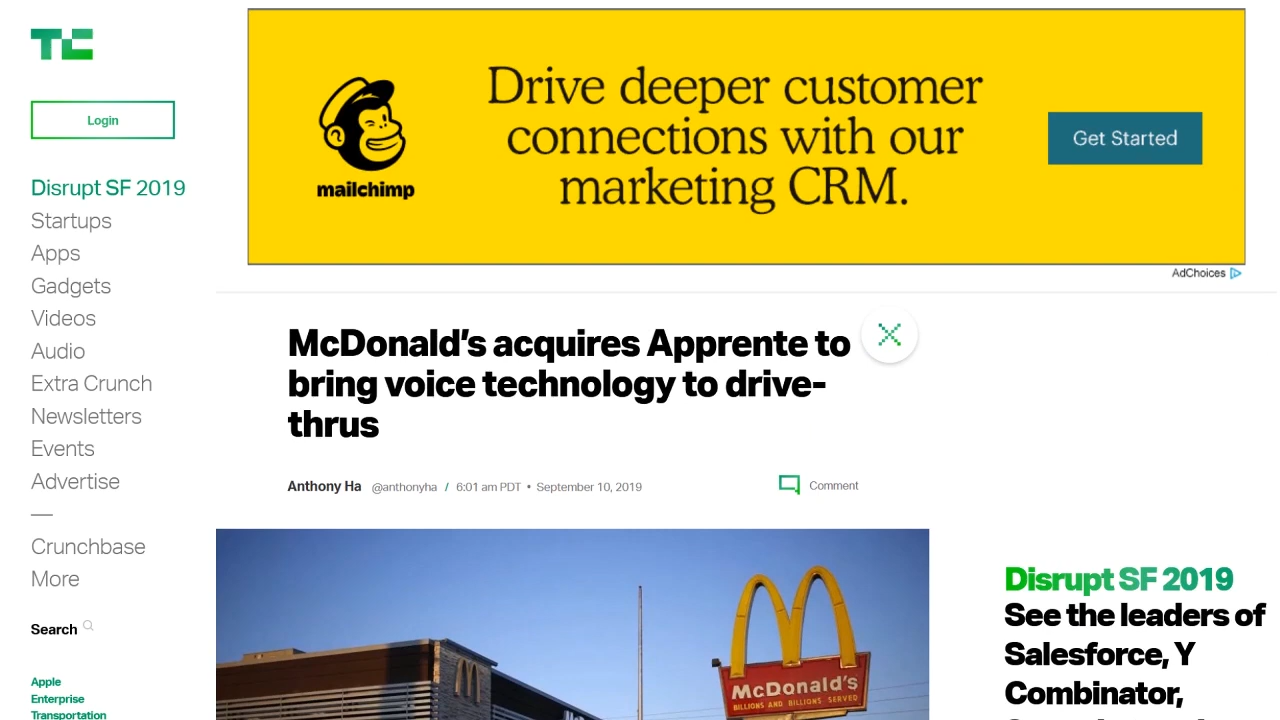 TC
Login
Disrupt SF 2019
Startups
Apps
Gadgets
Videos
Audio
Extra Crunch
Newsletters
Events
Advertise
—
Crunchbase
More
Search
Apple
Enterprise
Transportation
mailchimp
Drive deeper customer
connections with our
marketing CRM.
Get Started
AdChoices
McDonald’s acquires Apprente to
bring voice technology to drive-
thrus
Anthony Ha @anthonyha / 6:01 am PDT • September 10, 2019
Comment
McDonald's
BILLIONS AND BILLIONS SERVED
Disrupt SF 2019
See the leaders of
Salesforce, Y
Combinator,